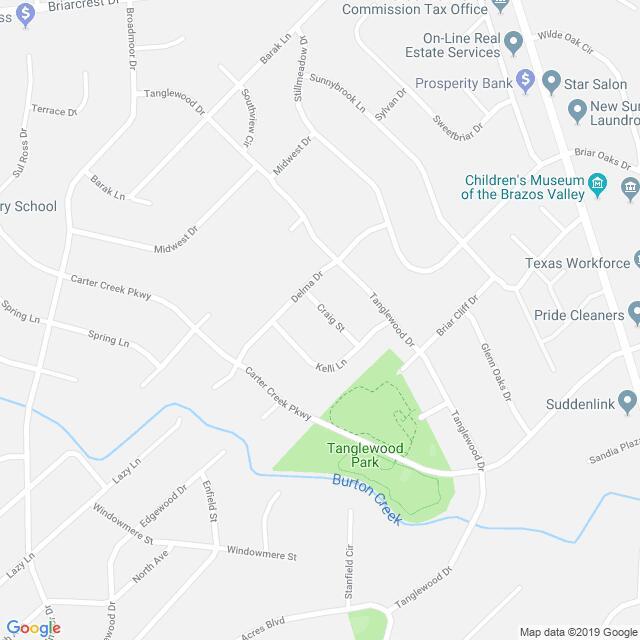 Briarcrest Dr
ss
Broadmoor Dr
Barak Ln
Commission Tax Office
On-Line Real
Estate Services
Wilde Oak Cir
Stillmeadow Dr
Sunnybrook Ln
Prosperity Bank
Star Salon
Tanglewood Dr
Southview Cir
Sylvan Dr
New Sun
Laundro
Terrace Dr
Sweetbriar Dr
Sul Ross Dr
Midwest Dr
Briar Oaks Dr
Children's Museum
of the Brazos Valley
Barak Ln
ry School
Midwest Dr
Texas Workforce
Carter Creek Pkwy
Delma Dr
Tanglewood Dr
Spring Ln
Craig St
Briar Cliff Dr
Pride Cleaners
Spring Ln
Glenn Oaks Dr
Kelli Ln
Carter Creek Pkwy
Suddenlink
Tanglewood Dr
Tanglewood
Park
Sandia Plaza
Lazy Ln
Burton Creek
Edgewood Dr
Enfield St
Windowmere St
Windowmere St
Lazy Ln
North Ave
Stanfield Cir
Tanglewood Dr
Edgewood Dr
Dr
Acres Blvd
Google
Map data ©2019 Google